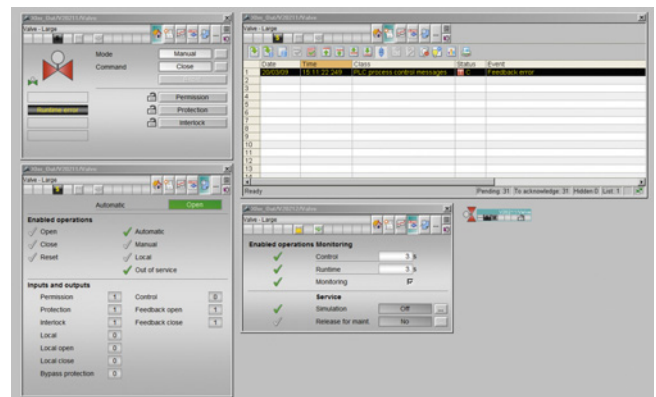 Valve - Large
Mode Manual
Command Close
Permission
Runtime error Protection
Interlock
Valve - Large
Date Time Class Status Event
1 20/03/09 15:11:22:249 PLC process control messages C Feedback error
2
3
4
5
6
7
8
9
10
11
12
13
Ready Pending: 31 To acknowledge: 31 Hidden: 0 List: 1
Valve - Large
Automatic Open
Enabled operations
Open Automatic
Close Manual
Reset Local
Out of service
Inputs and outputs
Permission 1 Control 0
Protection 1 Feedback open 1
Interlock 1 Feedback close 1
Local 0
Local open 0
Local close 0
Bypass protection 0
Valve - Large
Enabled operations Monitoring
Control 3. s
Runtime 3. s
Monitoring
Service
Simulation Off ...
Release for maint. No ...